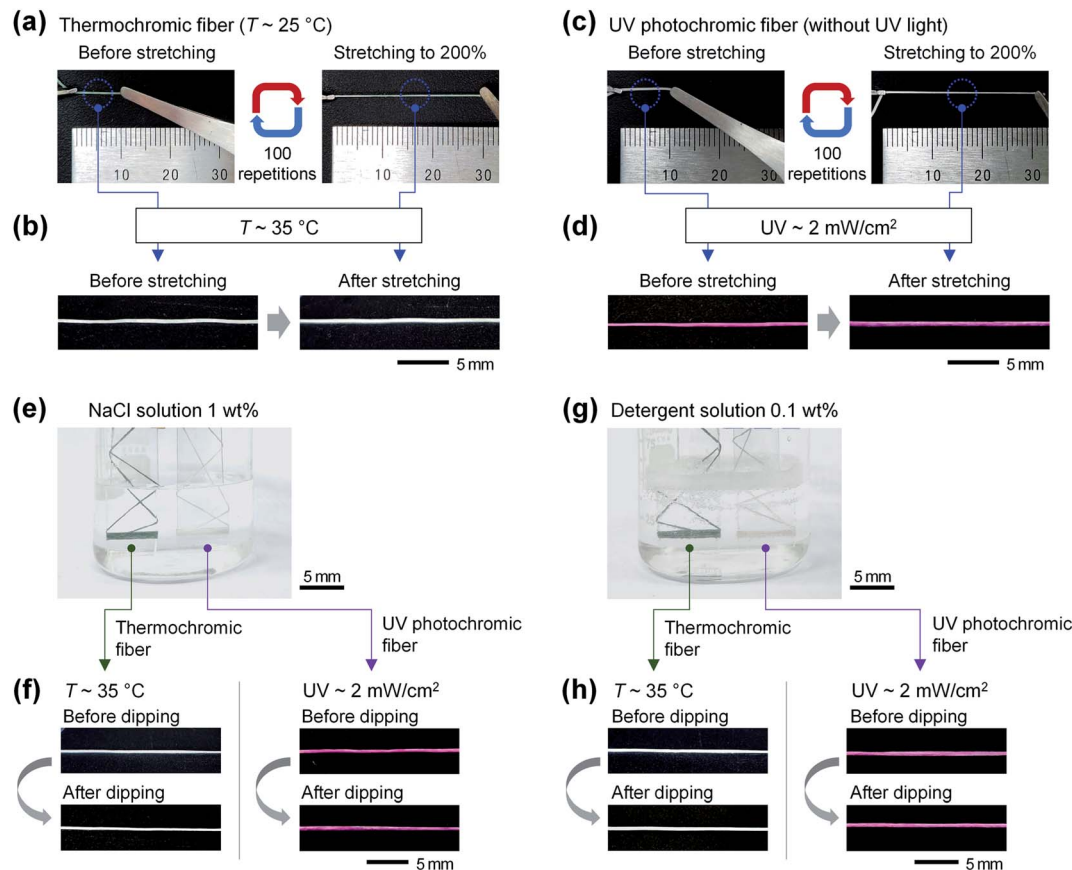 (a) Thermochromic fiber (T ~ 25 °C)
Before stretching
Stretching to 200%
10 20 30
100
repetitions
10 20 30
(b)
T ~ 35 °C
Before stretching
After stretching
5 mm
(c) UV photochromic fiber (without UV light)
Before stretching
Stretching to 200%
10 20 30
100
repetitions
10 20 30
(d)
UV ~ 2 mW/cm²
Before stretching
After stretching
5 mm
(e) NaCl solution 1 wt%
5 mm
Thermochromic
fiber
UV photochromic
fiber
(f) T ~ 35 °C
Before dipping
After dipping
UV ~ 2 mW/cm²
Before dipping
After dipping
5 mm
(g) Detergent solution 0.1 wt%
5 mm
Thermochromic
fiber
UV photochromic
fiber
(h) T ~ 35 °C
Before dipping
After dipping
UV ~ 2 mW/cm²
Before dipping
After dipping
5 mm